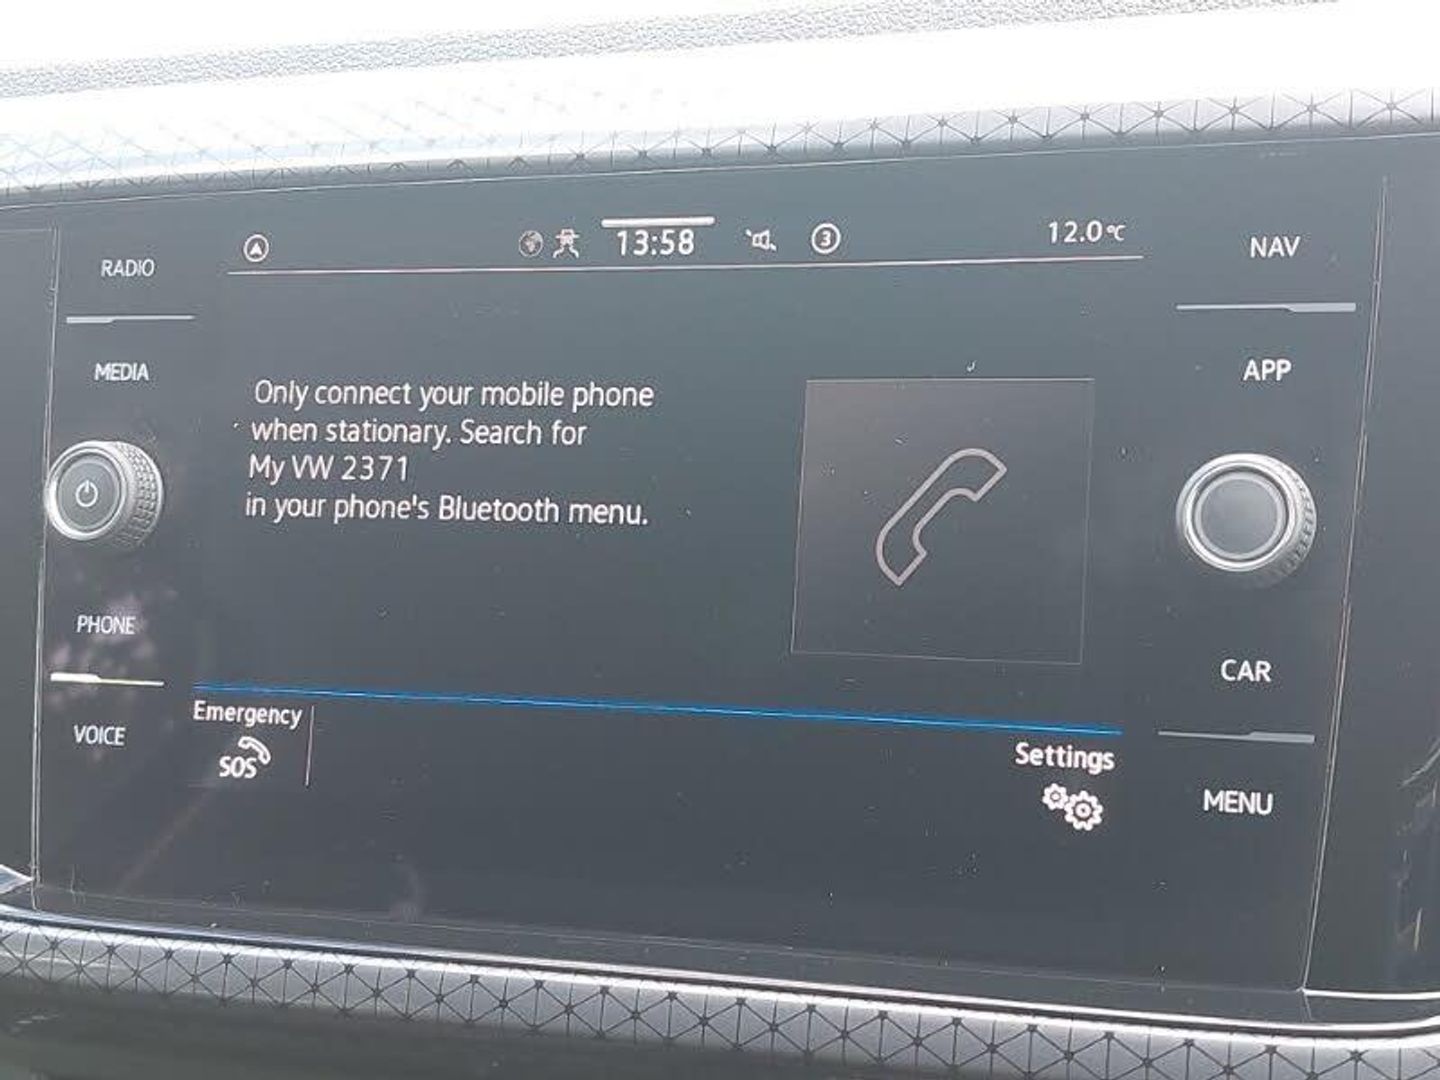 13:58
3
12.0°C
RADIO
MEDIA
PHONE
VOICE
Only connect your mobile phone
when stationary. Search for
My VW 2371
in your phone's Bluetooth menu.
Emergency
SOS
Settings
NAV
APP
CAR
MENU